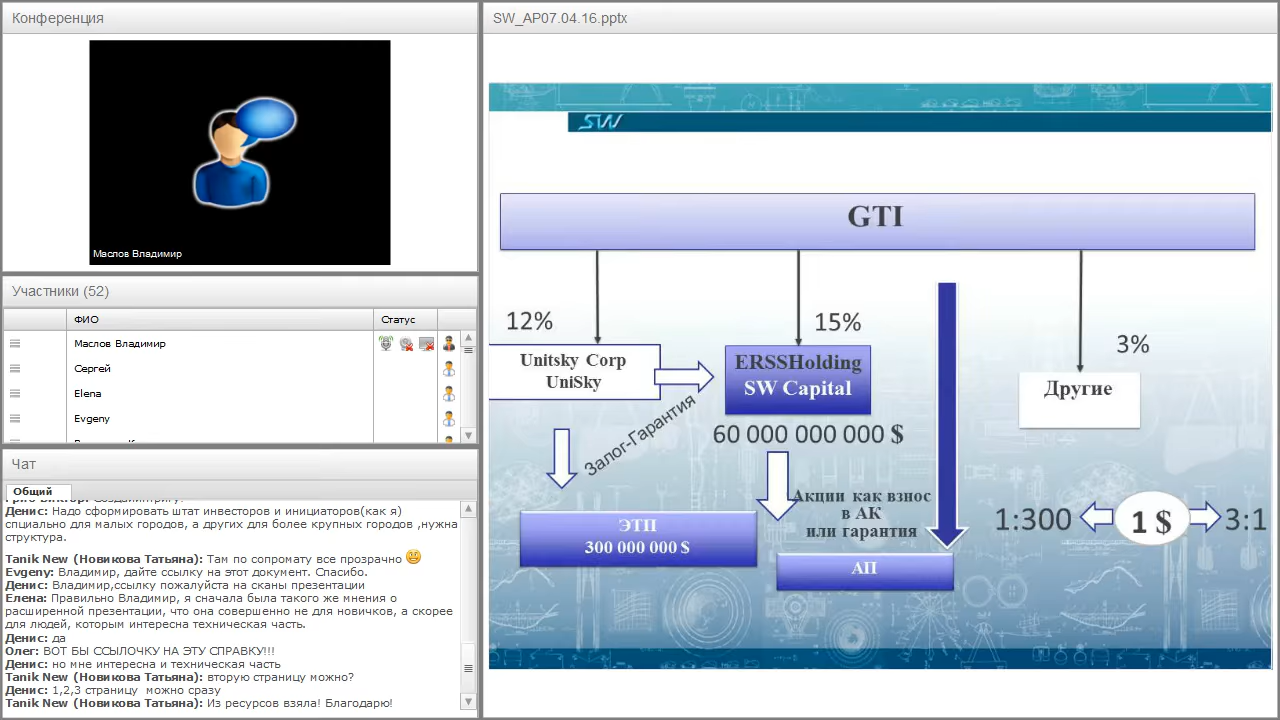 Конференция
Маслов Владимир
Участники (52)
ФИО
Статус
Маслов Владимир
Сергей
Elena
Evgeny
Чат
Общий
Денис: Надо сформировать штат инвесторов и инициаторов(как я)
спциально для малых городов, а других для более крупных городов ,нужна
структура.
Tanik New (Новикова Татьяна): Там по сопромату все прозрачно
Evgeny: Владимир, дайте ссылку на этот документ. Спасибо.
Денис: Владимир,ссылку пожалуйста на сканы презентации
Елена: Правильно Владимир, я сначала была такого же мнения о
расширенной презентации, что она совершенно не для новичков, а скорее
для людей, которым интересна техническая часть.
Денис: да
Олег: ВОТ БЫ ССЫЛОЧКУ НА ЭТУ СПРАВКУ!!!
Денис: но мне интересна и техническая часть
Tanik New (Новикова Татьяна): вторую страницу можно?
Денис: 1,2,3 страницу можно сразу
Tanik New (Новикова Татьяна): Из ресурсов взяла! Благодарю!
SW_AP07.04.16.pptx
SW
GTI
12%
15%
3%
Unitsky Corp
UniSky
ERSSHolding
SW Capital
Другие
Залог-Гарантия
60 000 000 000 $
Акции как взнос
в АК
или гарантия
ЭТП
300 000 000 $
АП
1:300
1 $
3:1